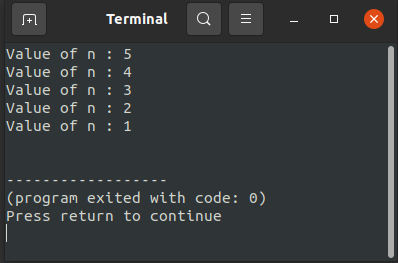 Terminal
Value of n : 5
Value of n : 4
Value of n : 3
Value of n : 2
Value of n : 1
------------------
(program exited with code: 0)
Press return to continue